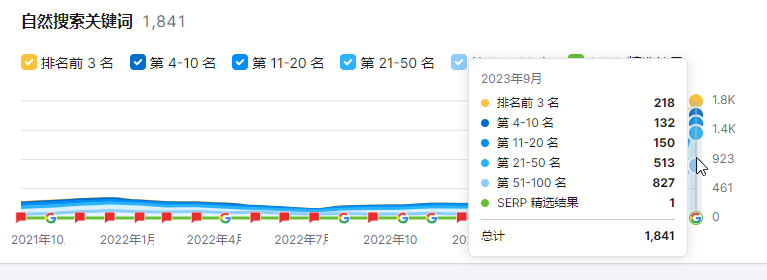 自然搜索关键词 1,841
排名前 3 名 第 4-10 名 第 11-20 名 第 21-50 名
2023年9月
排名前 3 名 218
第 4-10 名 132
第 11-20 名 150
第 21-50 名 513
第 51-100 名 827
SERP 精选结果 1
总计 1,841
1.8K
1.4K
923
461
0
2021年10 2022年1月 2022年4月 2022年7月 2022年10